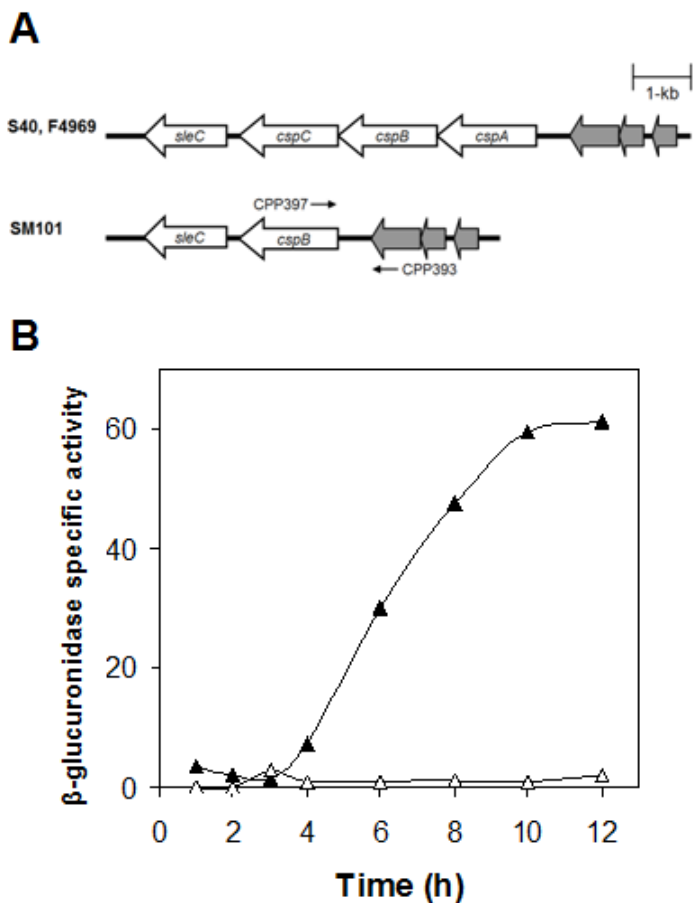 A
1-kb
S40, F4969
sleC
cspC
cspB
cspA
CPP397
SM101
sleC
cspB
CPP393
B
β-glucuronidase specific activity
60
40
20
0
0 2 4 6 8 10 12
Time (h)